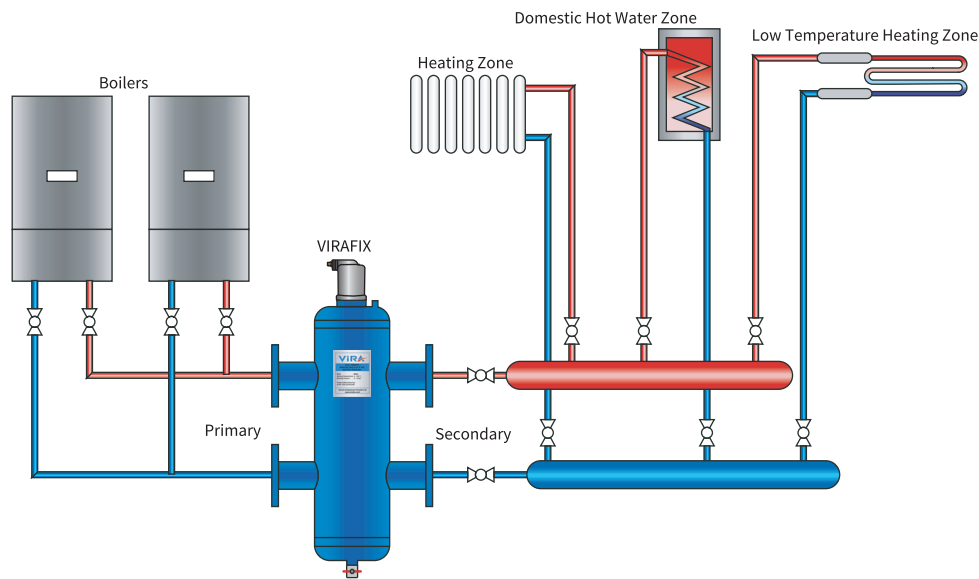 Domestic Hot Water Zone
Low Temperature Heating Zone
Heating Zone
Boilers
VIRAFIX
VIRA
Primary
Secondary